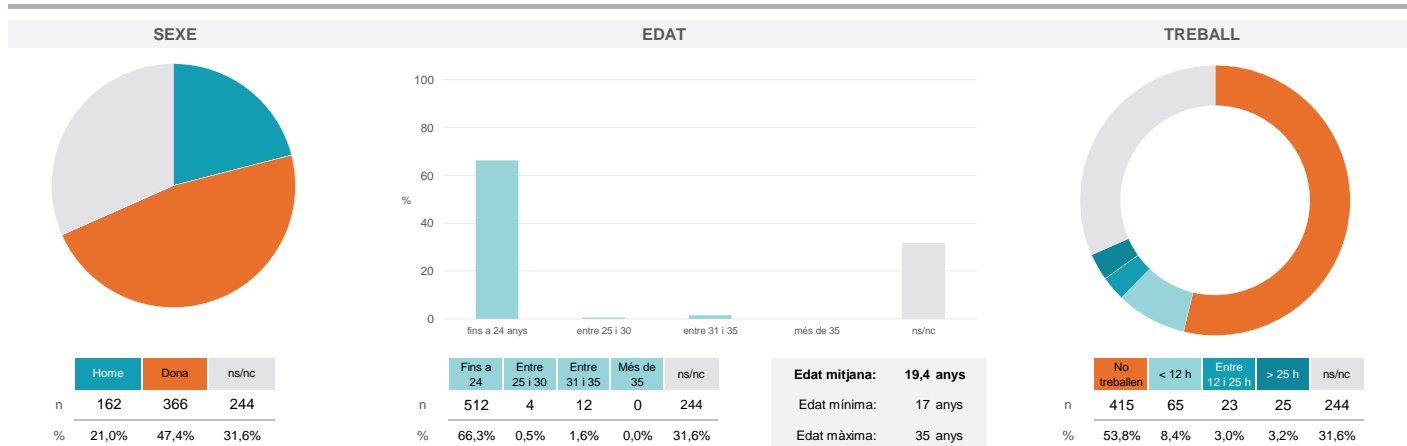 SEXE
EDAT
TREBALL
100
80
60
%
40
20
0
fins a 24 anys
entre 25 i 30
entre 31 i 35
més de 35
ns/nc
Home Dona ns/nc
n 162 366 244
% 21,0% 47,4% 31,6%
Fins a
24
Entre
25 i 30
Entre
31 i 35
Més de
35
ns/nc
n 512 4 12 0 244
% 66,3% 0,5% 1,6% 0,0% 31,6%
Edat mitjana: 19,4 anys
Edat mínima: 17 anys
Edat màxima: 35 anys
No
treballen
< 12 h
Entre
12 i 25 h
> 25 h
ns/nc
n 415 65 23 25 244
% 53,8% 8,4% 3,0% 3,2% 31,6%